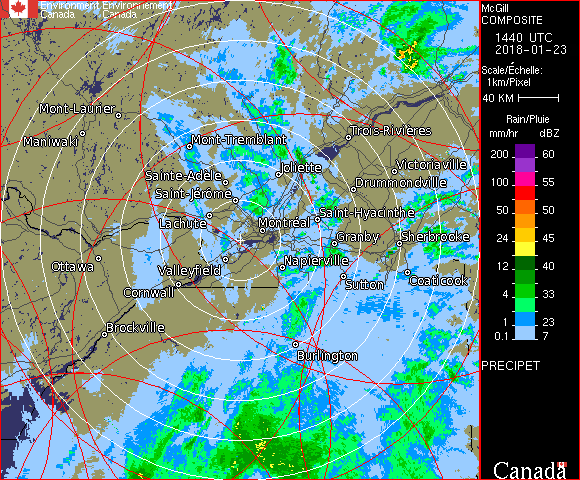 Environment Environnement
Canada Canada
McGill
COMPOSITE
1440 UTC
2018-01-23
Scale/Échelle:
1km/Pixel
40 KM
Rain/Pluie
mm/hr dBZ
200 60
100 55
50 50
24 45
12 40
4 33
1 23
0.1 7
PRECIPET
Canada
Mont-Laurier
Maniwaki
Mont-Tremblant
Trois-Rivières
Joliette
Victoriaville
Sainte-Adèle
Drummondville
Saint-Jérôme
Lachute
Saint-Hyacinthe
Montréal
Granby
Sherbrooke
Ottawa
Valleyfield
Napierville
Cornwall
Sutton
Coaticook
Brockville
Burlington